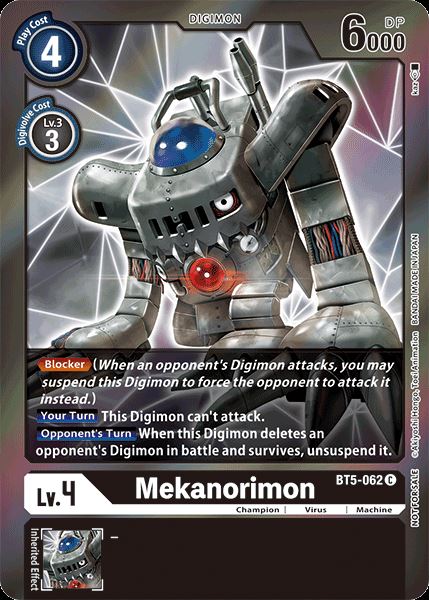 DIGIMON
Play Cost
4
6000 DP
Digivolve Cost
Lv.3
3
Blocker (When an opponent's Digimon attacks, you may
suspend this Digimon to force the opponent to attack it
instead.)
Your Turn This Digimon can't attack.
Opponent's Turn When this Digimon deletes an
opponent's Digimon in battle and survives, unsuspend it.
Lv.4
Mekanorimon
BT5-062 C
Champion | Virus | Machine
Inherited Effect
–
NOT FOR SALE ©Akiyoshi Hongo, Toei Animation BANDAI MADE IN JAPAN
kaz